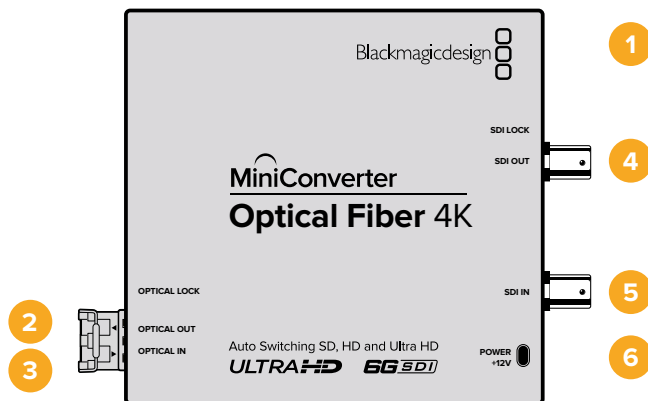 Blackmagicdesign
1
SDI LOCK
SDI OUT
4
MiniConverter
Optical Fiber 4K
OPTICAL LOCK
SDI IN
5
2
OPTICAL OUT
3
OPTICAL IN
Auto Switching SD, HD and Ultra HD
ULTRAHD 6G SDI
POWER
+12V
6